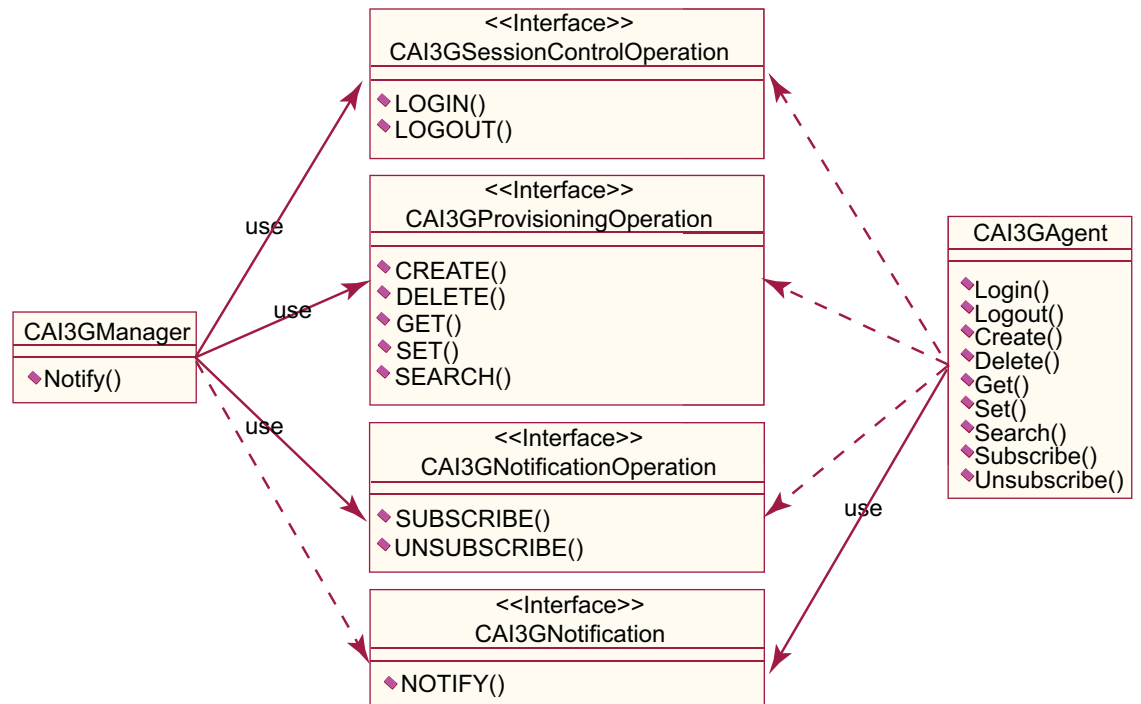 <<Interface>>
CAI3GSessionControlOperation
LOGIN()
LOGOUT()
use
<<Interface>>
CAI3GProvisioningOperation
CREATE()
DELETE()
GET()
SET()
SEARCH()
use
CAI3GManager
Notify()
use
<<Interface>>
CAI3GNotificationOperation
SUBSCRIBE()
UNSUBSCRIBE()
<<Interface>>
CAI3GNotification
NOTIFY()
CAI3GAgent
Login()
Logout()
Create()
Delete()
Get()
Set()
Search()
Subscribe()
Unsubscribe()
use